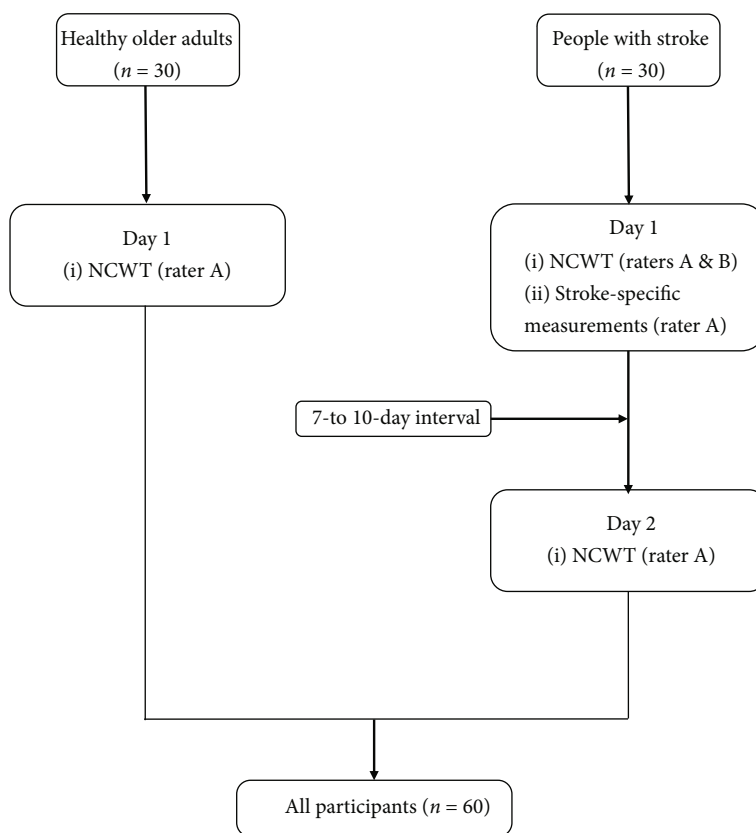 Healthy older adults
(n = 30)
People with stroke
(n = 30)
Day 1
(i) NCWT (rater A)
Day 1
(i) NCWT (raters A & B)
(ii) Stroke-specific
measurements (rater A)
7-to 10-day interval
Day 2
(i) NCWT (rater A)
All participants (n = 60)